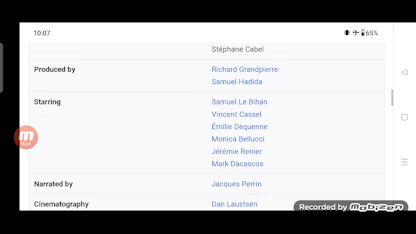 10:07
65%
Stéphane Cabel
Produced by
Richard Grandpierre
Samuel Hadida
Starring
Samuel Le Bihan
Vincent Cassel
Émilie Dequenne
Monica Bellucci
Jérémie Renier
Mark Dacascos
Narrated by
Jacques Perrin
Cinematography
Dan Laustsen
Recorded by Mobizen